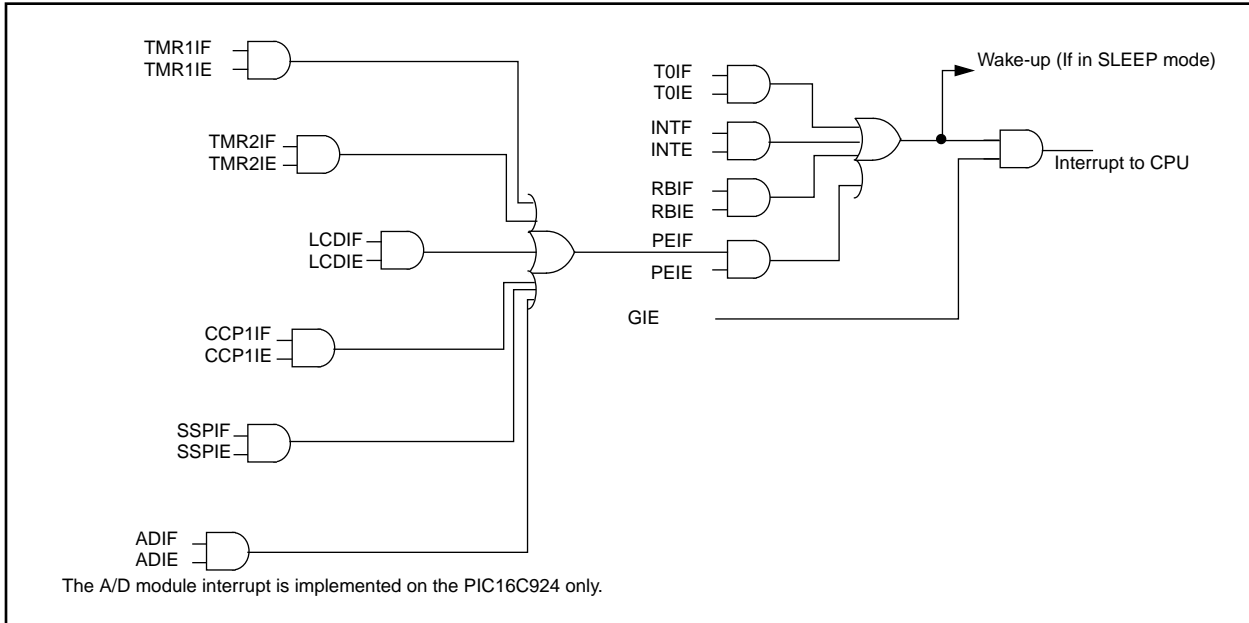 TMR1IF
TMR1IE
TMR2IF
TMR2IE
LCDIF
LCDIE
CCP1IF
CCP1IE
SSPIF
SSPIE
ADIF
ADIE
T0IF
T0IE
INTF
INTE
RBIF
RBIE
PEIF
PEIE
GIE
Wake-up (If in SLEEP mode)
Interrupt to CPU
The A/D module interrupt is implemented on the PIC16C924 only.